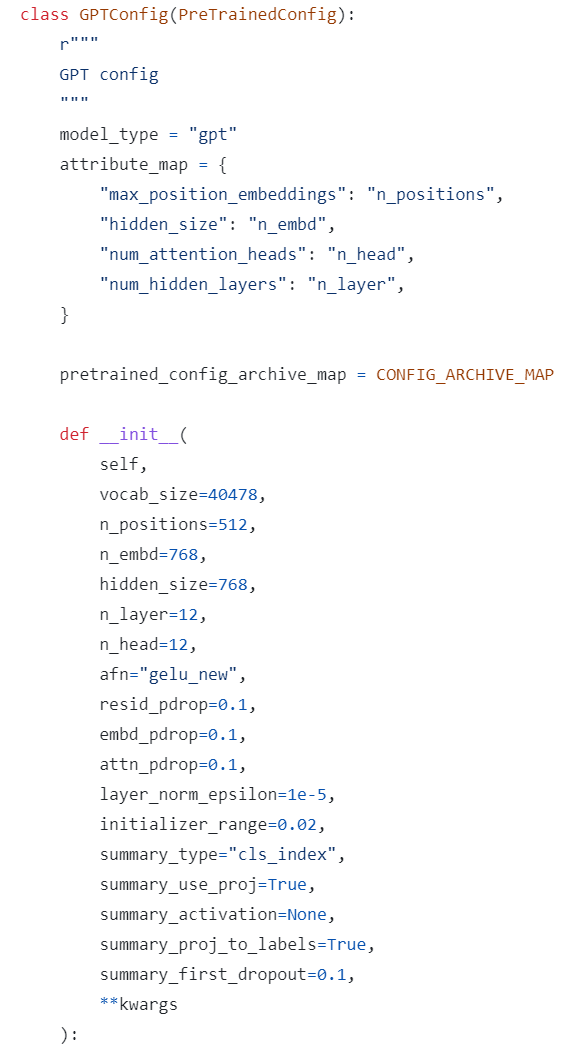 class GPTConfig(PreTrainedConfig):
    r"""
    GPT config
    """
    model_type = "gpt"
    attribute_map = {
        "max_position_embeddings": "n_positions",
        "hidden_size": "n_embd",
        "num_attention_heads": "n_head",
        "num_hidden_layers": "n_layer",
    }

    pretrained_config_archive_map = CONFIG_ARCHIVE_MAP

    def __init__(
        self,
        vocab_size=40478,
        n_positions=512,
        n_embd=768,
        hidden_size=768,
        n_layer=12,
        n_head=12,
        afn="gelu_new",
        resid_pdrop=0.1,
        embd_pdrop=0.1,
        attn_pdrop=0.1,
        layer_norm_epsilon=1e-5,
        initializer_range=0.02,
        summary_type="cls_index",
        summary_use_proj=True,
        summary_activation=None,
        summary_proj_to_labels=True,
        summary_first_dropout=0.1,
        **kwargs
    ):